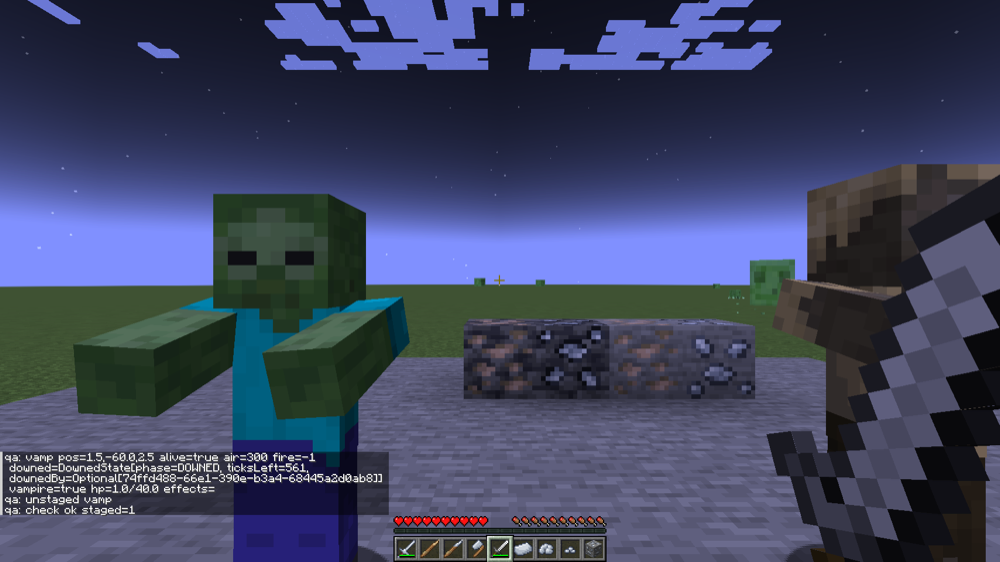 qa: vamp pos=1.5,-60.0,2.5 alive=true air=300 fire=-1
downed=DownedState[phase=DOWNED, ticksLeft=561,
downedBy=Optional[74ffd488-66e1-390e-b3a4-68445a2d0ab8]]
vampire=true hp=1.0/40.0 effects=
qa: unstaged vamp
qa: check ok staged=1